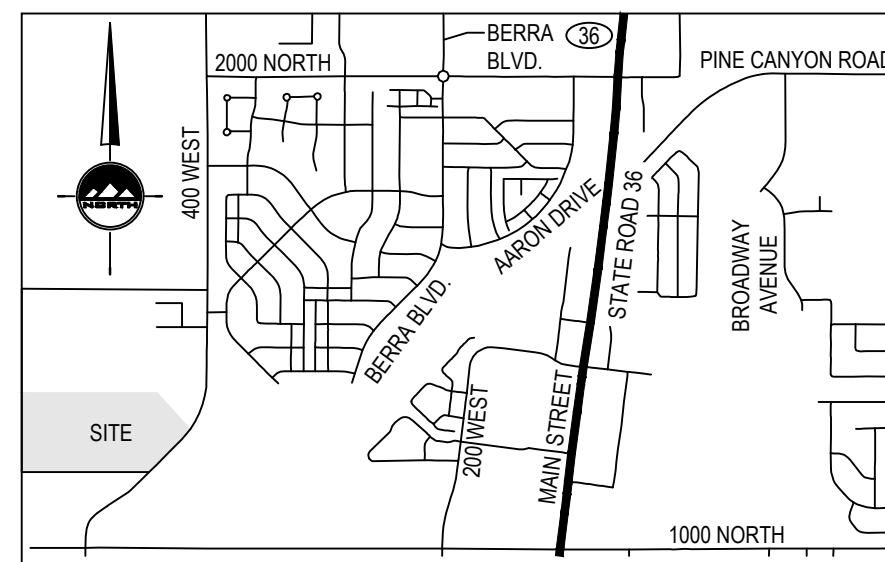 BERRA
BLVD.
36
2000 NORTH
PINE CANYON ROAD
400 WEST
NORTH
AARON DRIVE
STATE ROAD 36
BROADWAY
AVENUE
BERRA BLVD.
SITE
200 WEST
MAIN STREET
1000 NORTH